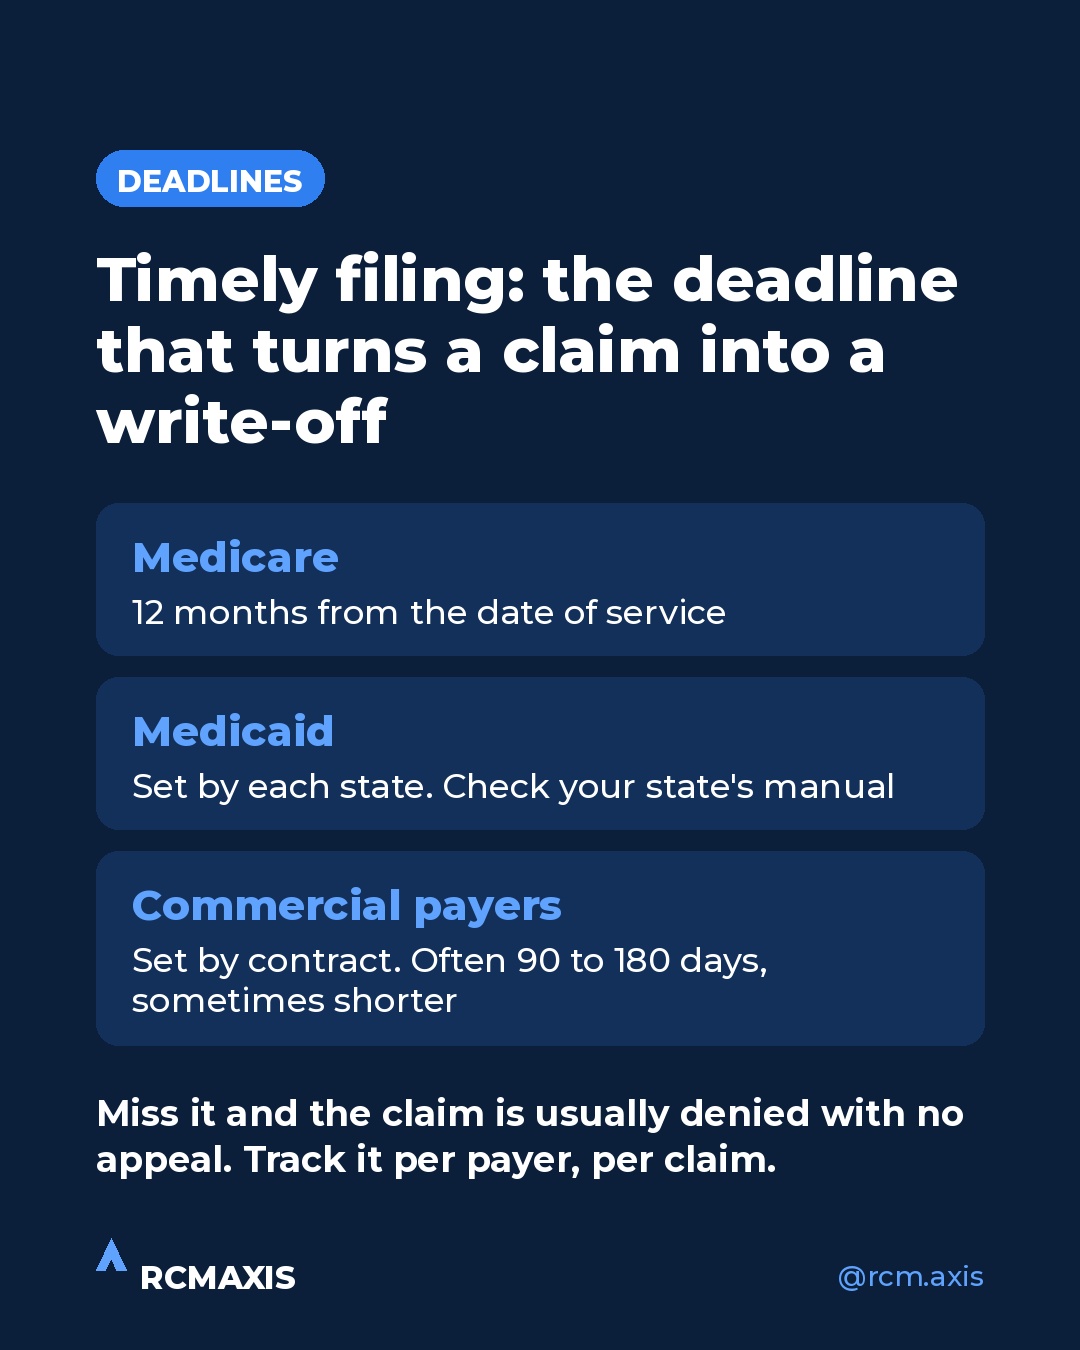 DEADLINES
Timely filing: the deadline
that turns a claim into a
write-off
Medicare
12 months from the date of service
Medicaid
Set by each state. Check your state's manual
Commercial payers
Set by contract. Often 90 to 180 days,
sometimes shorter
Miss it and the claim is usually denied with no
appeal. Track it per payer, per claim.
RCMAXIS
@rcm.axis